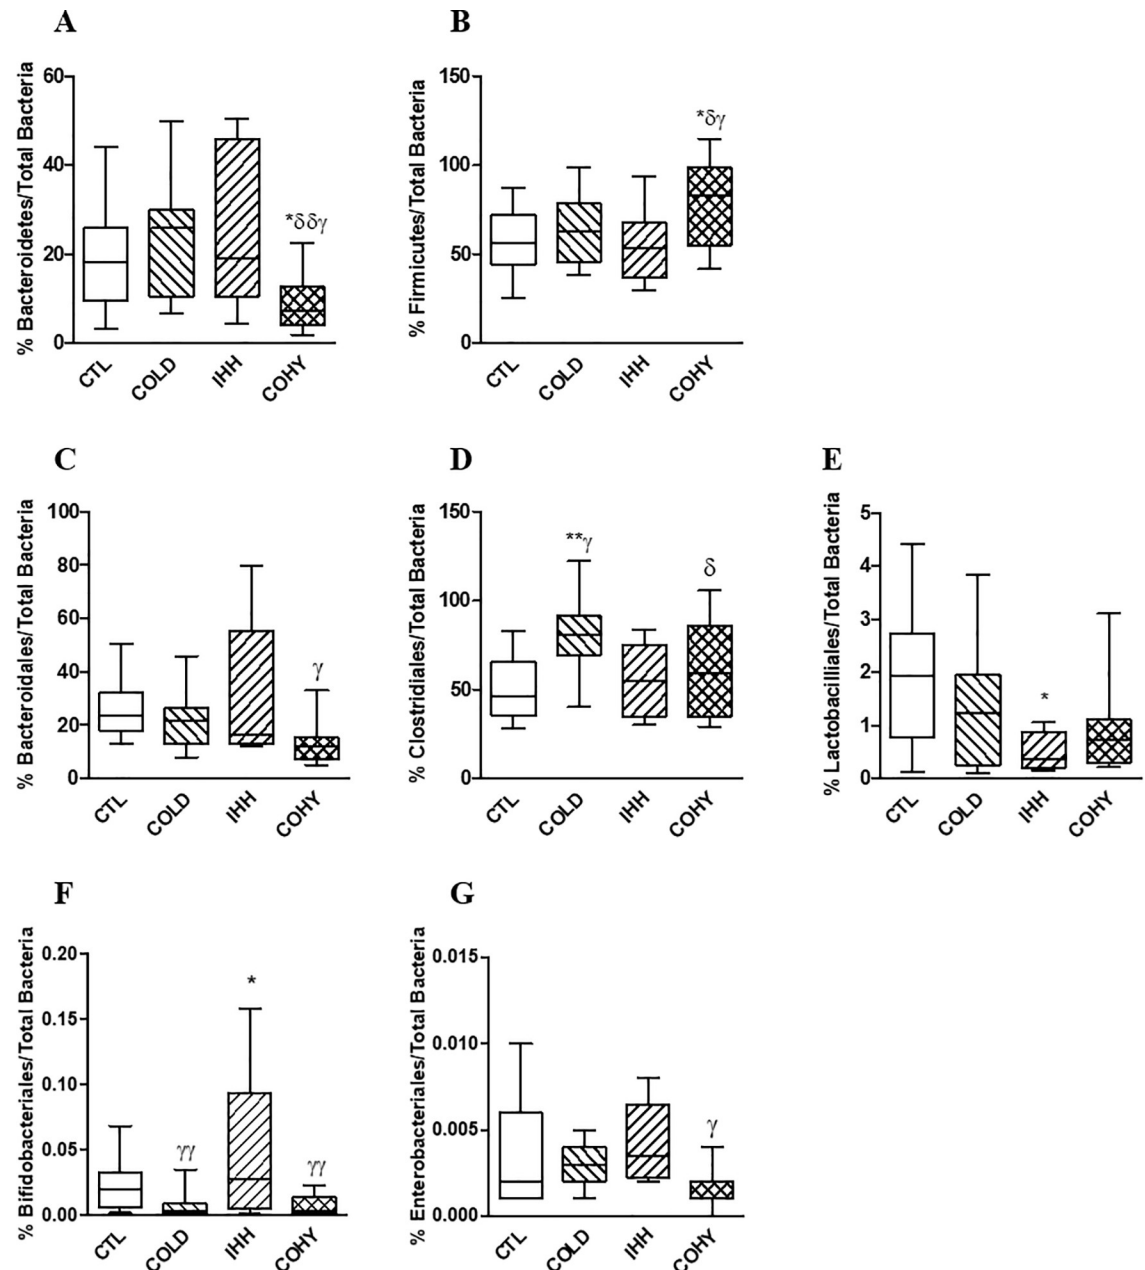 A
% Bacteroidetes/Total Bacteria
60
40
20
0
*δδγ
CTL
COLD
IHH
COHY
B
% Firmicutes/Total Bacteria
150
100
50
0
*δγ
CTL
COLD
IHH
COHY
C
% Bacteroidales/Total Bacteria
100
80
60
40
20
0
γ
CTL
COLD
IHH
COHY
D
% Clostridiales/Total Bacteria
150
100
50
0
**γ
δ
CTL
COLD
IHH
COHY
E
% Lactobacilliales/Total Bacteria
5
4
3
2
1
0
*
CTL
COLD
IHH
COHY
F
% Bifidobacteriales/Total Bacteria
0.20
0.15
0.10
0.05
0.00
γγ
*
γγ
CTL
COLD
IHH
COHY
G
% Enterobacteriales/Total Bacteria
0.015
0.010
0.005
0.000
γ
CTL
COLD
IHH
COHY